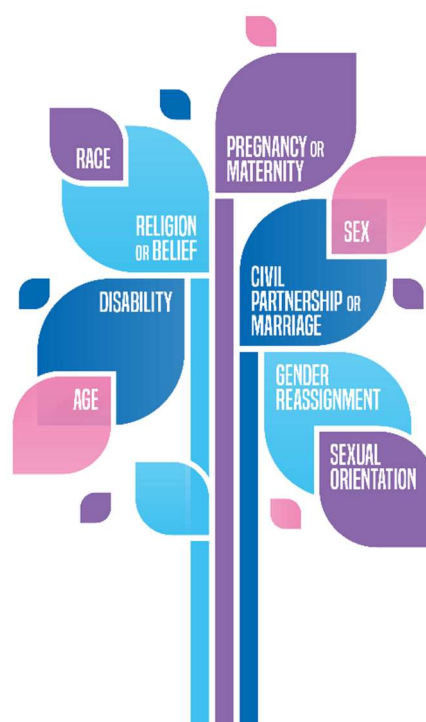 RACE
PREGNANCY OR
MATERNITY
RELIGION
OR BELIEF
SEX
DISABILITY
CIVIL
PARTNERSHIP OR
MARRIAGE
AGE
GENDER
REASSIGNMENT
SEXUAL
ORIENTATION